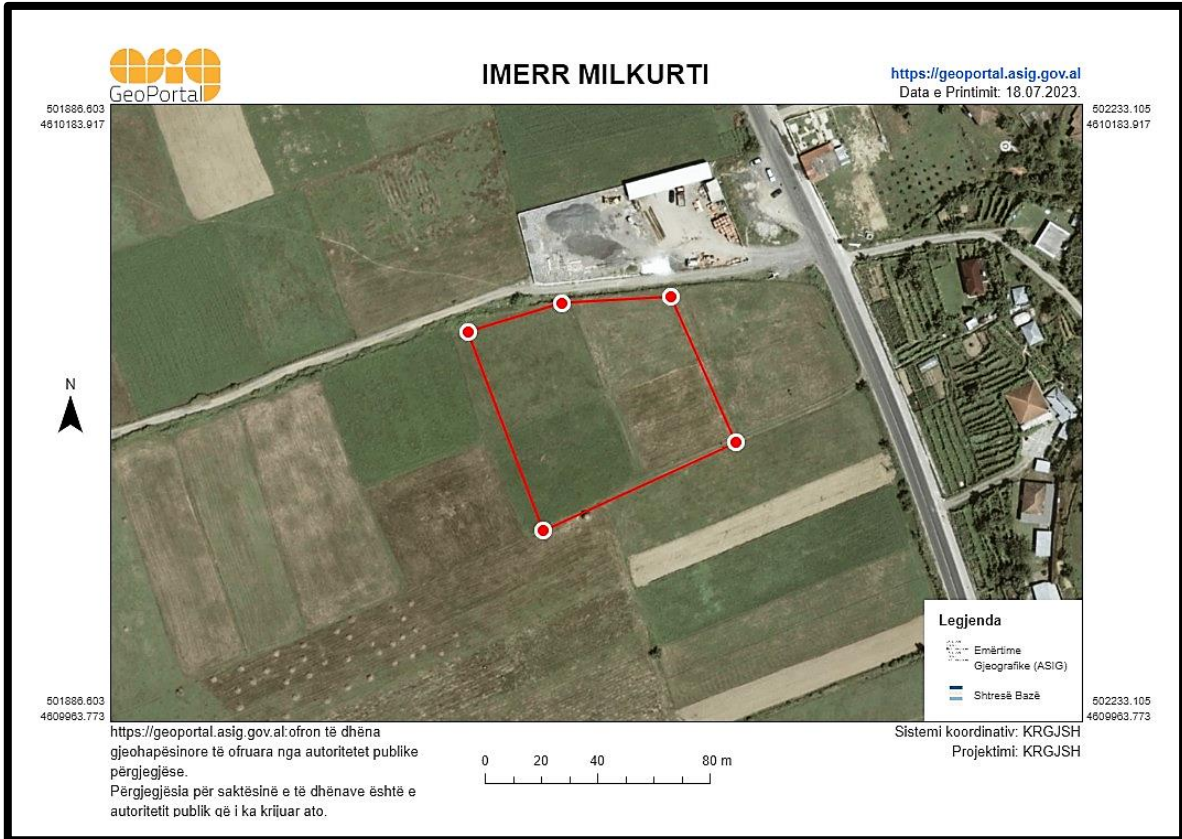 asig
GeoPortal
IMERR MILKURTI
https://geoportal.asig.gov.al
Data e Printimit: 18.07.2023.
501886.603
4610183.917
502233.105
4610183.917
N
Legjenda
Emërtime
Gjeografike (ASIG)
Shtresë Bazë
501886.603
4609963.773
502233.105
4609963.773
https://geoportal.asig.gov.al:ofron të dhëna
gjeohapësinore të ofruara nga autoritetet publike
përgjegjëse.
Përgjegjësia për saktësinë e të dhënave është e
autoritetit publik që i ka krijuar ato.
0 20 40 80 m
Sistemi koordinativ: KRGJSH
Projektimi: KRGJSH